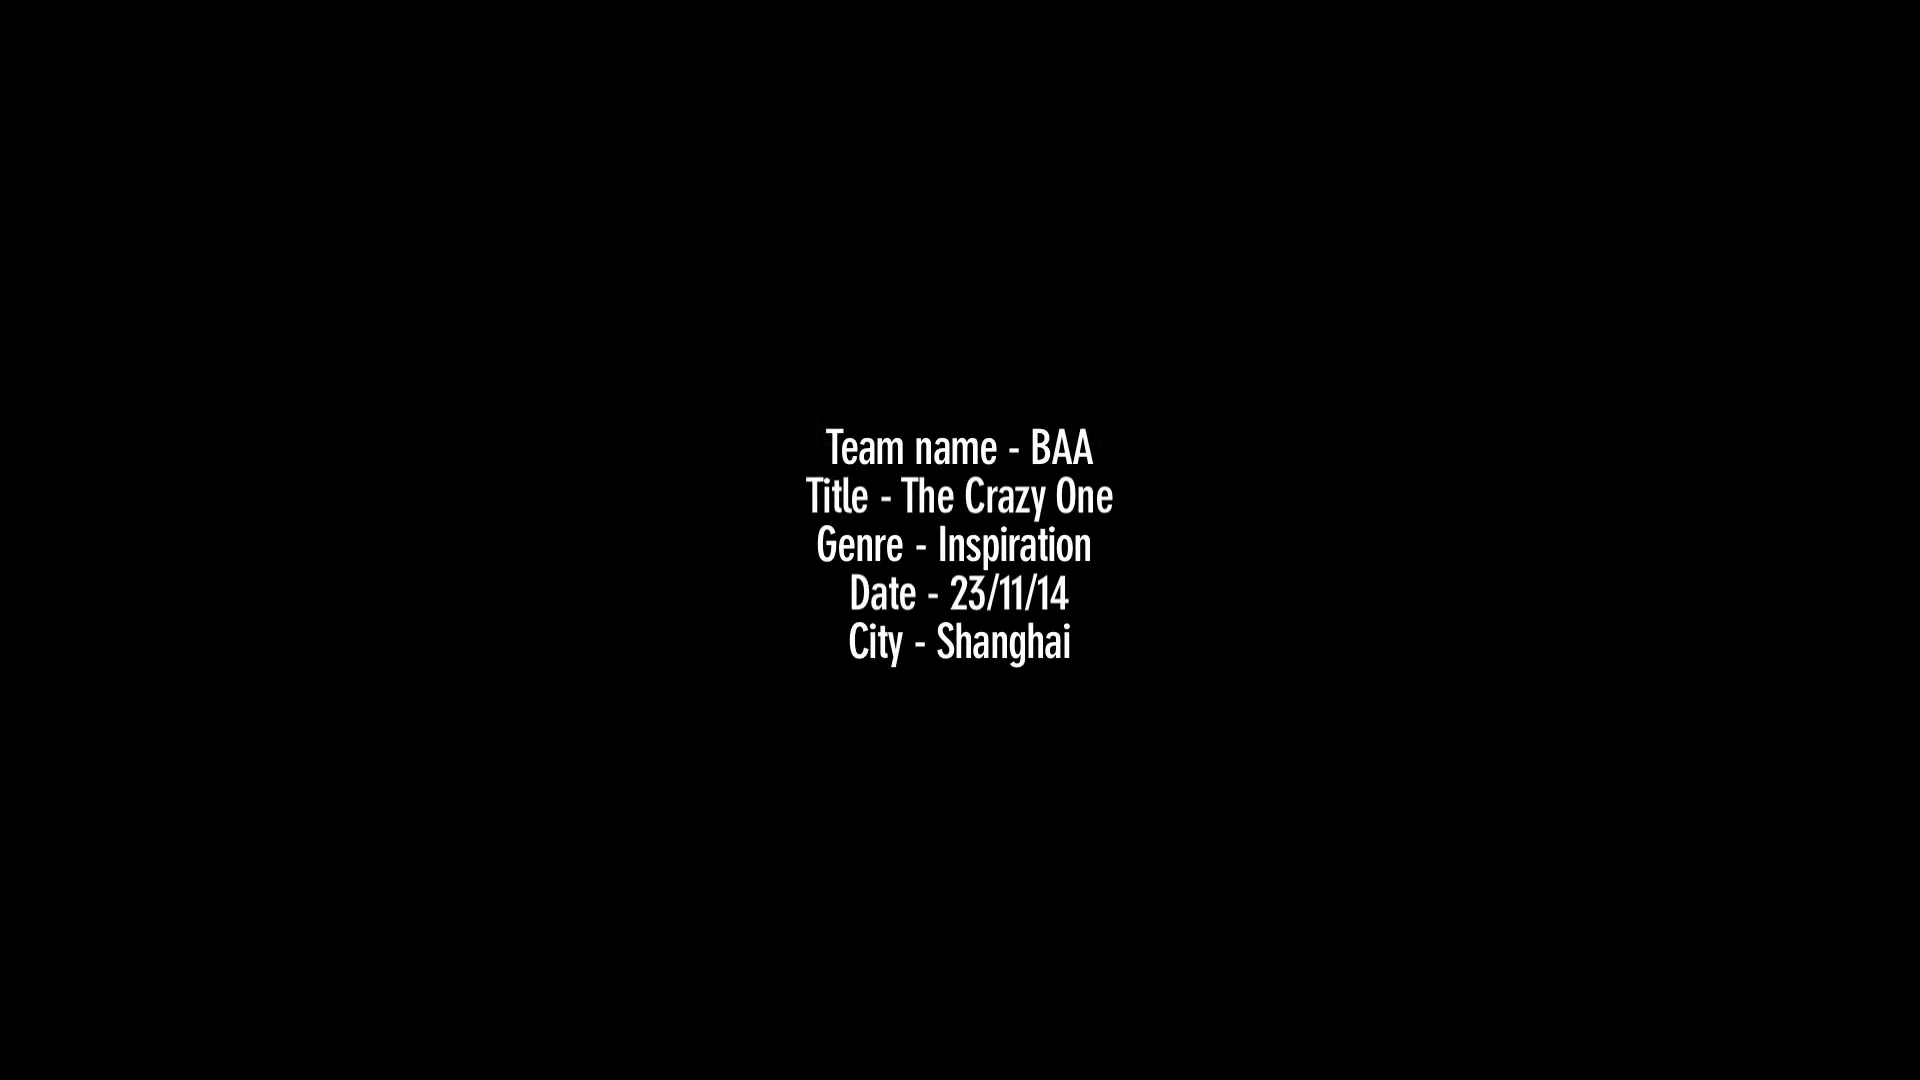 Team name - BAA
Title - The Crazy One
Genre - Inspiration
Date - 23/11/14
City - Shanghai